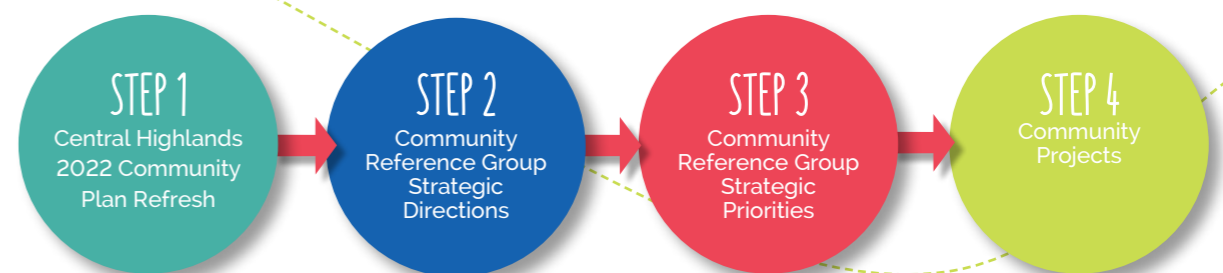 STEP 1
Central Highlands
2022 Community
Plan Refresh
STEP 2
Community
Reference Group
Strategic
Directions
STEP 3
Community
Reference Group
Strategic
Priorities
STEP 4
Community
Projects